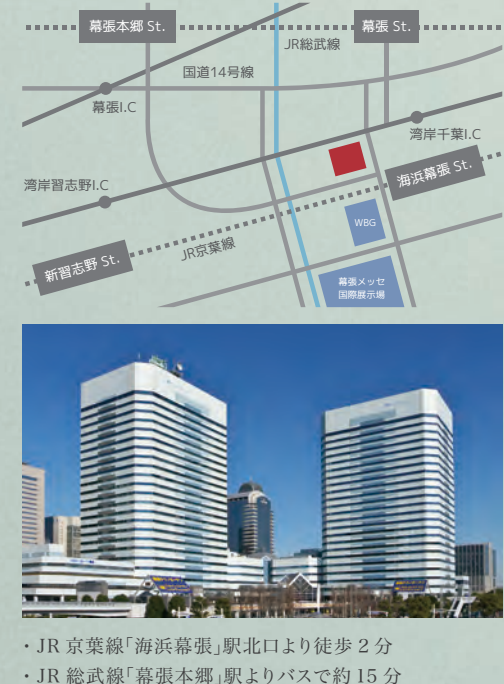 幕張本郷 St.
幕張 St.
JR総武線
国道14号線
幕張I.C
湾岸千葉I.C
湾岸習志野I.C
海浜幕張 St.
WBG
JR京葉線
新習志野 St.
幕張メッセ
国際展示場
・JR 京葉線「海浜幕張」駅北口より徒歩 2 分
・JR 総武線「幕張本郷」駅よりバスで約 15 分